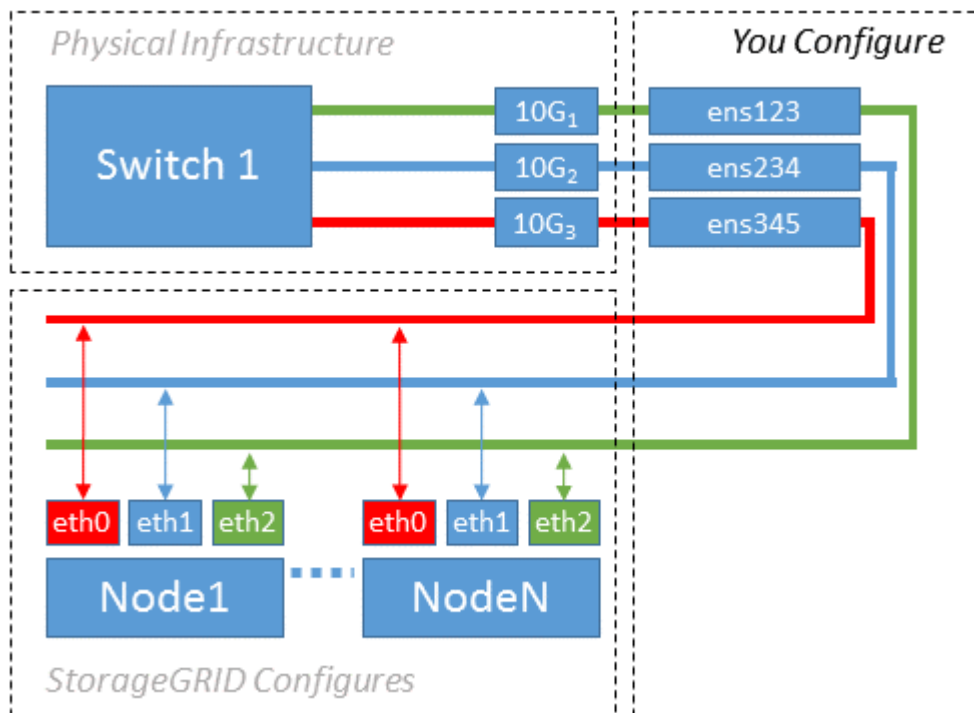 Physical Infrastructure
You Configure
Switch 1
10G₁
ens123
10G₂
ens234
10G₃
ens345
eth0
eth1
eth2
eth0
eth1
eth2
Node1
NodeN
StorageGRID Configures